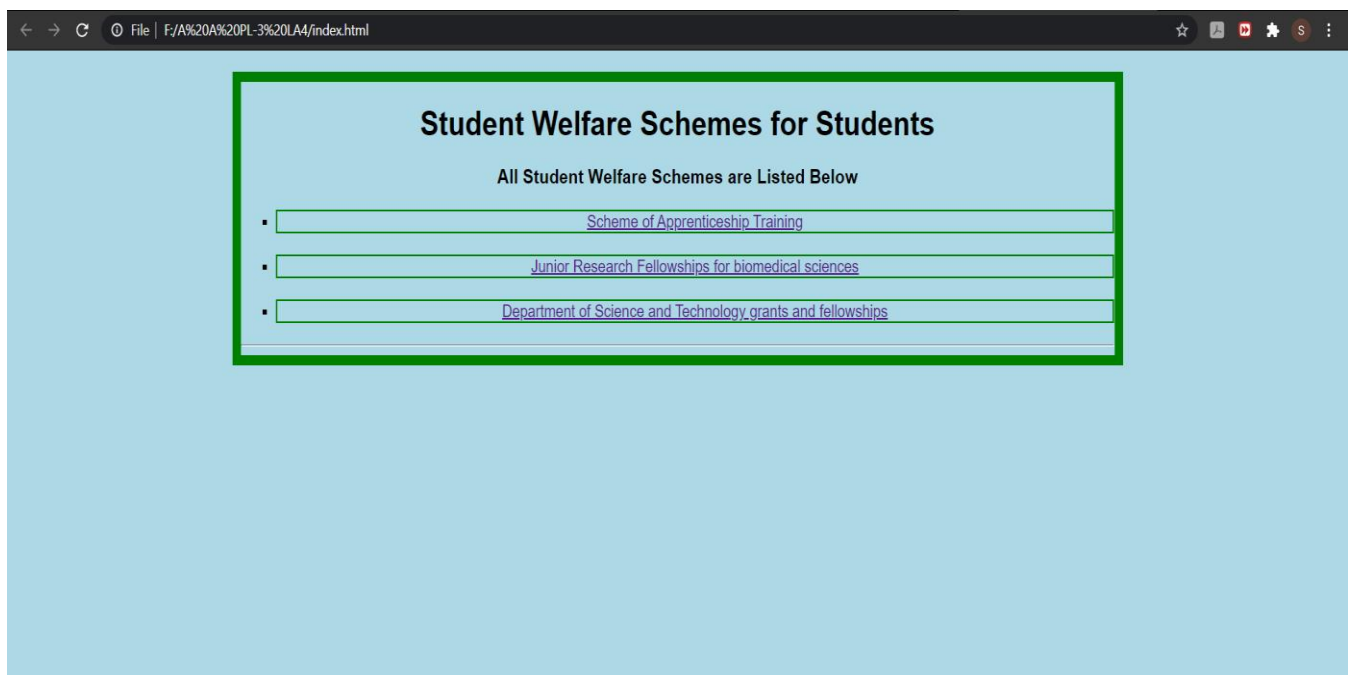 File | F:/A%20A%20PL-3%20LA4/index.html
S
Student Welfare Schemes for Students
All Student Welfare Schemes are Listed Below
Scheme of Apprenticeship Training
Junior Research Fellowships for biomedical sciences
Department of Science and Technology grants and fellowships